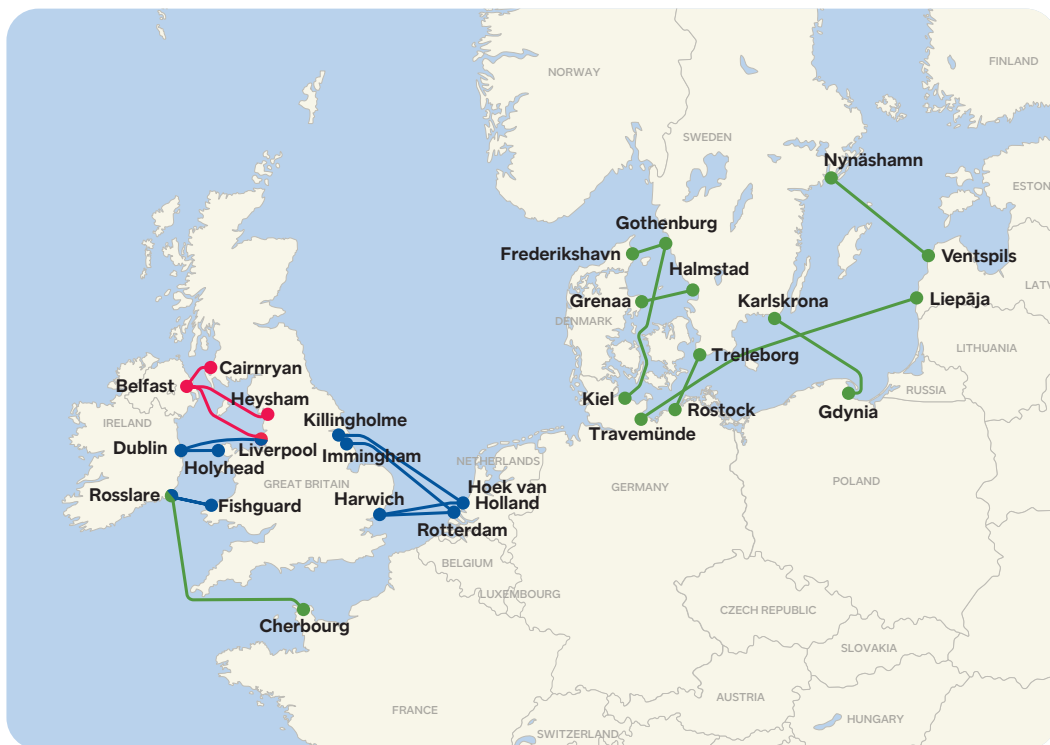 NORWAY
FINLAND
SWEDEN
Nynäshamn
ESTON
Gothenburg
Frederikshavn
Ventspils
Halmstad
Grenaa
Karlskrona
Liepāja
LATV
DENMARK
Trelleborg
LITHUANIA
Cairnryan
Belfast
Heysham
Kiel
RUSSIA
Rostock
Gdynia
Killingholme
IRELAND
Travemünde
Dublin
Liverpool
Immingham
Holyhead
NETHERLANDS
GREAT BRITAIN
Hoek van
Holland
GERMANY
POLAND
Rosslare
Harwich
Fishguard
Rotterdam
BELGIUM
LUXEMBOURG
CZECH REPUBLIC
Cherbourg
SLOVAKIA
AUSTRIA
FRANCE
HUNGARY
SWITZERLAND